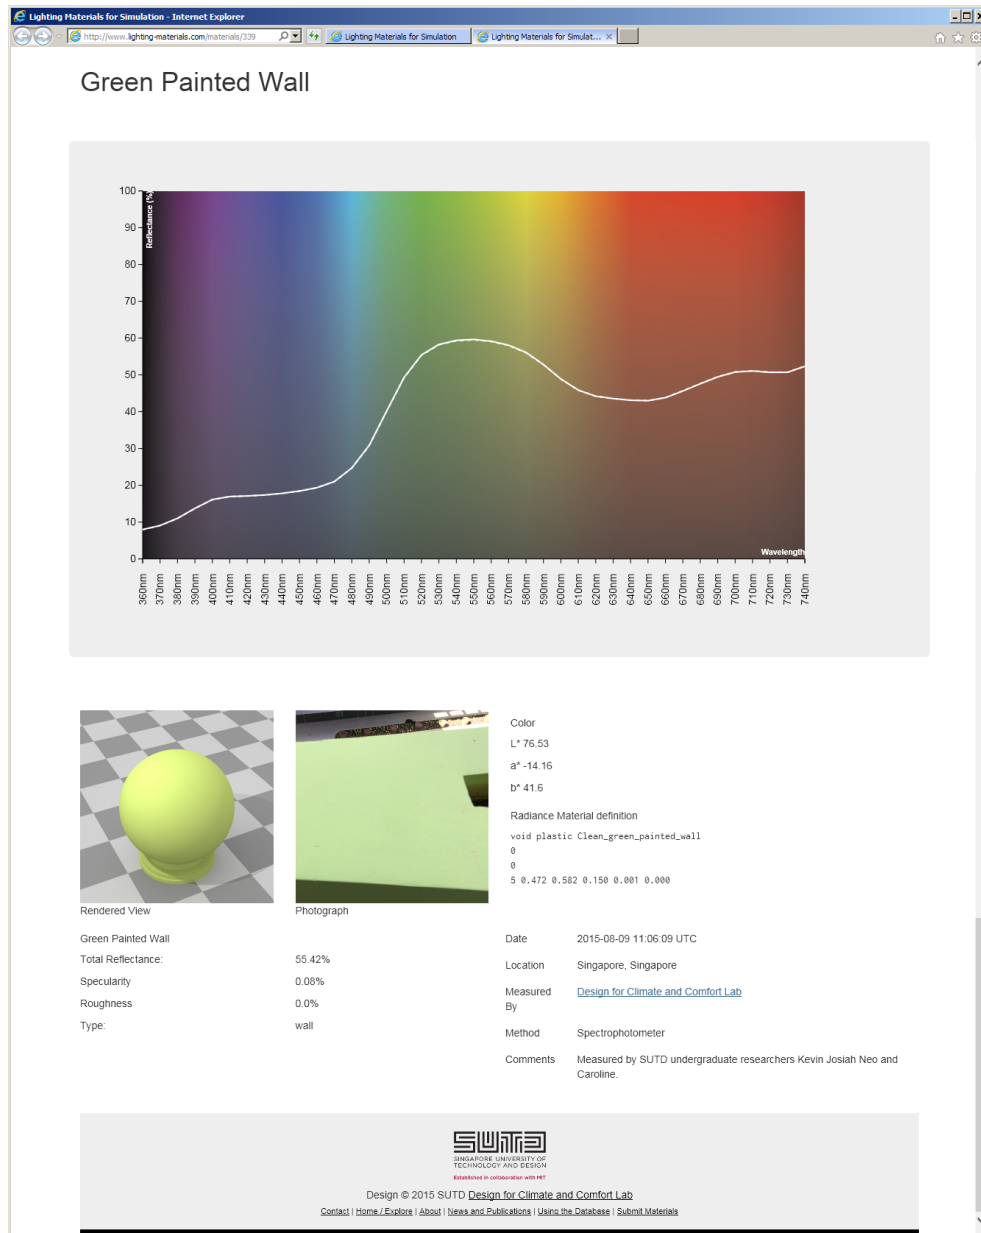 Lighting Materials for Simulation - Internet Explorer
http://www.lighting-materials.com/materials/339
Lighting Materials for Simulation
Lighting Materials for Simulat...
Green Painted Wall
Reflectance (%)
100
90
80
70
60
50
40
30
20
10
0
Wavelength
360nm
370nm
380nm
390nm
400nm
410nm
420nm
430nm
440nm
450nm
460nm
470nm
480nm
490nm
500nm
510nm
520nm
530nm
540nm
550nm
560nm
570nm
580nm
590nm
600nm
610nm
620nm
630nm
640nm
650nm
660nm
670nm
680nm
690nm
700nm
710nm
720nm
730nm
740nm
Rendered View
Photograph
Color
L* 76.53
a* -14.16
b* 41.6
Radiance Material definition
void plastic Clean_green_painted_wall
0
0
5 0.472 0.582 0.150 0.001 0.000
Green Painted Wall
Total Reflectance: 55.42%
Specularity 0.08%
Roughness 0.0%
Type: wall
Date 2015-08-09 11:06:09 UTC
Location Singapore, Singapore
Measured By Design for Climate and Comfort Lab
Method Spectrophotometer
Comments Measured by SUTD undergraduate researchers Kevin Josiah Neo and
Caroline.
SUTD
SINGAPORE UNIVERSITY OF
TECHNOLOGY AND DESIGN
Established in collaboration with MIT
Design © 2015 SUTD Design for Climate and Comfort Lab
Contact | Home / Explore | About | News and Publications | Using the Database | Submit Materials